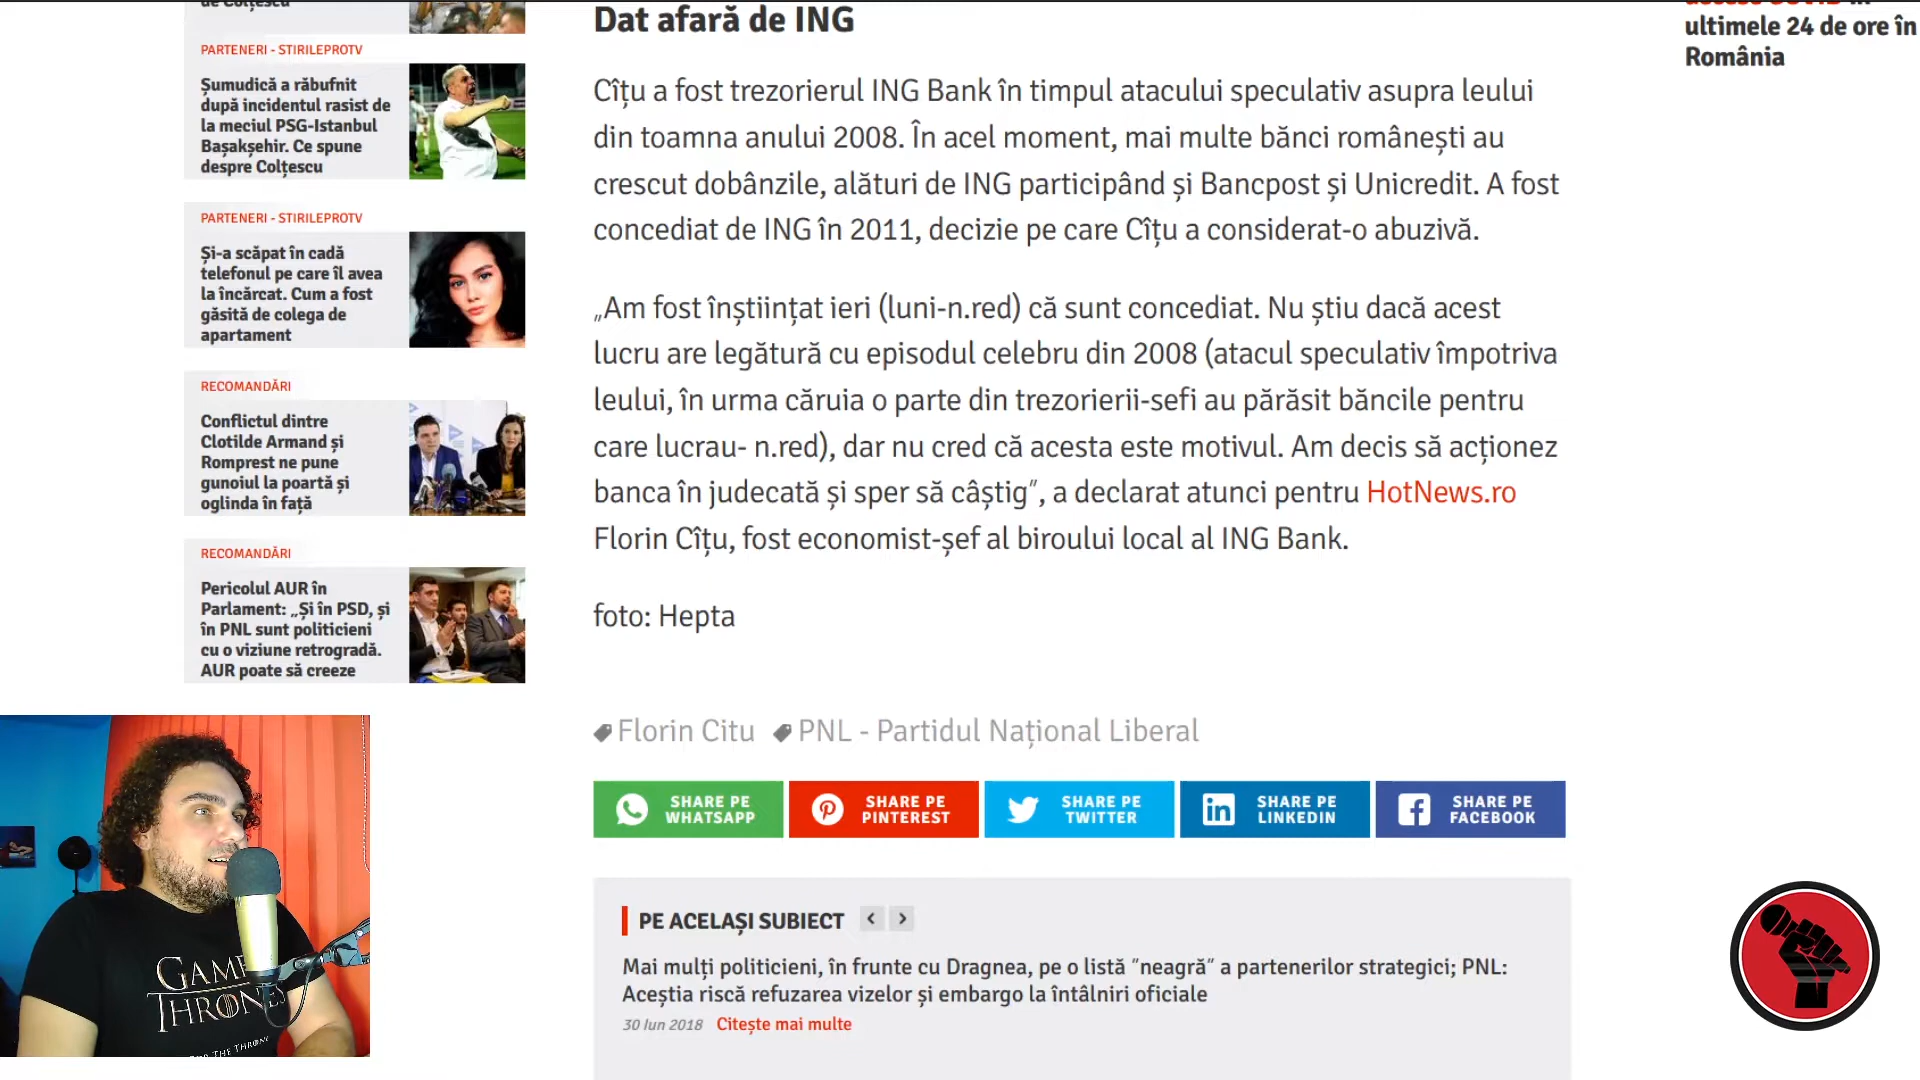 de Colțescu
PARTENERI - STIRILEPROTV
Șumudică a răbufnit
după incidentul rasist de
la meciul PSG-Istanbul
Bașakșehir. Ce spune
despre Colțescu
PARTENERI - STIRILEPROTV
Și-a scăpat în cadă
telefonul pe care îl avea
la încărcat. Cum a fost
găsită de colega de
apartament
RECOMANDĂRI
Conflictul dintre
Clotilde Armand și
Romprest ne pune
gunoiul la poartă și
oglinda în față
RECOMANDĂRI
Pericolul AUR în
Parlament: „Și în PSD, și
în PNL sunt politicieni
cu o viziune retrogradă.
AUR poate să creeze
Dat afară de ING
Cîțu a fost trezorierul ING Bank în timpul atacului speculativ asupra leului
din toamna anului 2008. În acel moment, mai multe bănci românești au
crescut dobânzile, alături de ING participând și Bancpost și Unicredit. A fost
concediat de ING în 2011, decizie pe care Cîțu a considerat-o abuzivă.
„Am fost înștiințat ieri (luni-n.red) că sunt concediat. Nu știu dacă acest
lucru are legătură cu episodul celebru din 2008 (atacul speculativ împotriva
leului, în urma căruia o parte din trezorierii-sefi au părăsit băncile pentru
care lucrau- n.red), dar nu cred că acesta este motivul. Am decis să acționez
banca în judecată și sper să câștig”, a declarat atunci pentru HotNews.ro
Florin Cîțu, fost economist-șef al biroului local al ING Bank.
foto: Hepta
Florin Citu PNL - Partidul Național Liberal
SHARE PE
WHATSAPP
SHARE PE
PINTEREST
SHARE PE
TWITTER
SHARE PE
LINKEDIN
SHARE PE
FACEBOOK
PE ACELAȘI SUBIECT
Mai mulți politicieni, în frunte cu Dragnea, pe o listă ”neagră” a partenerilor strategici; PNL:
Aceștia riscă refuzarea vizelor și embargo la întâlniri oficiale
30 Iun 2018 Citește mai multe
ultimele 24 de ore în
România
GAME
THRONES
THE THRONE